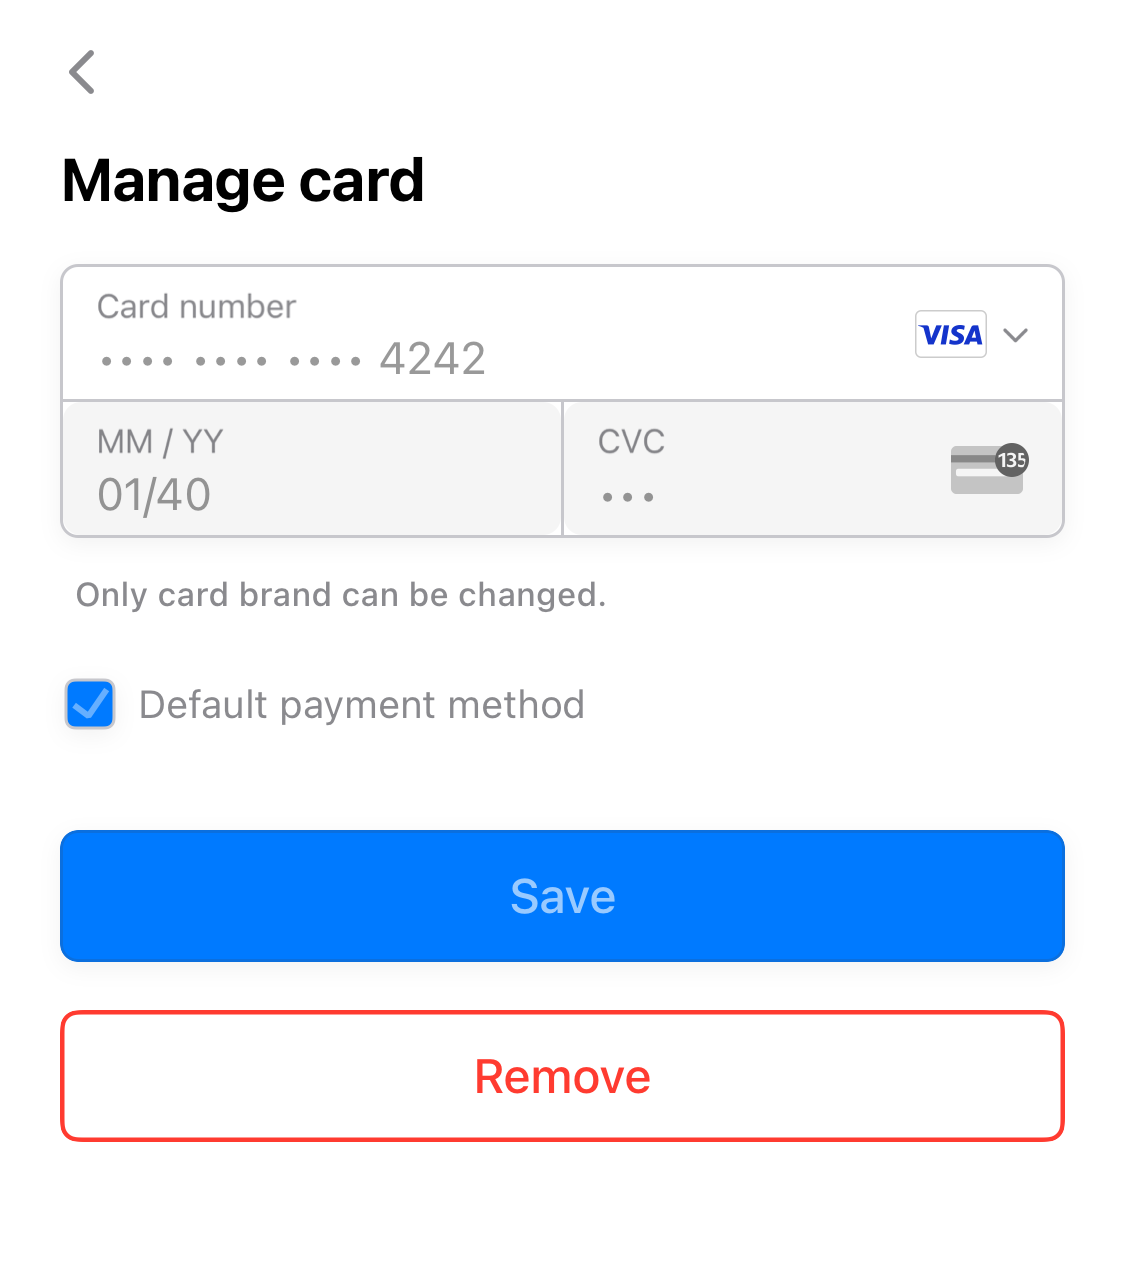 Manage card
Card number
•••• •••• •••• 4242
VISA
MM / YY
01/40
CVC
•••
135
Only card brand can be changed.
Default payment method
Save
Remove